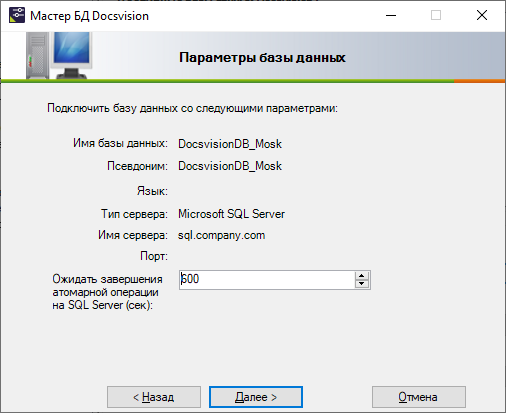 Мастер БД Docsvision
Параметры базы данных
Подключить базу данных со следующими параметрами:
Имя базы данных: DocsvisionDB_Mosk
Псевдоним: DocsvisionDB_Mosk
Язык:
Тип сервера: Microsoft SQL Server
Имя сервера: sql.company.com
Порт:
Ожидать завершения
атомарной операции
на SQL Server (сек):
600
< Назад
Далее >
Отмена